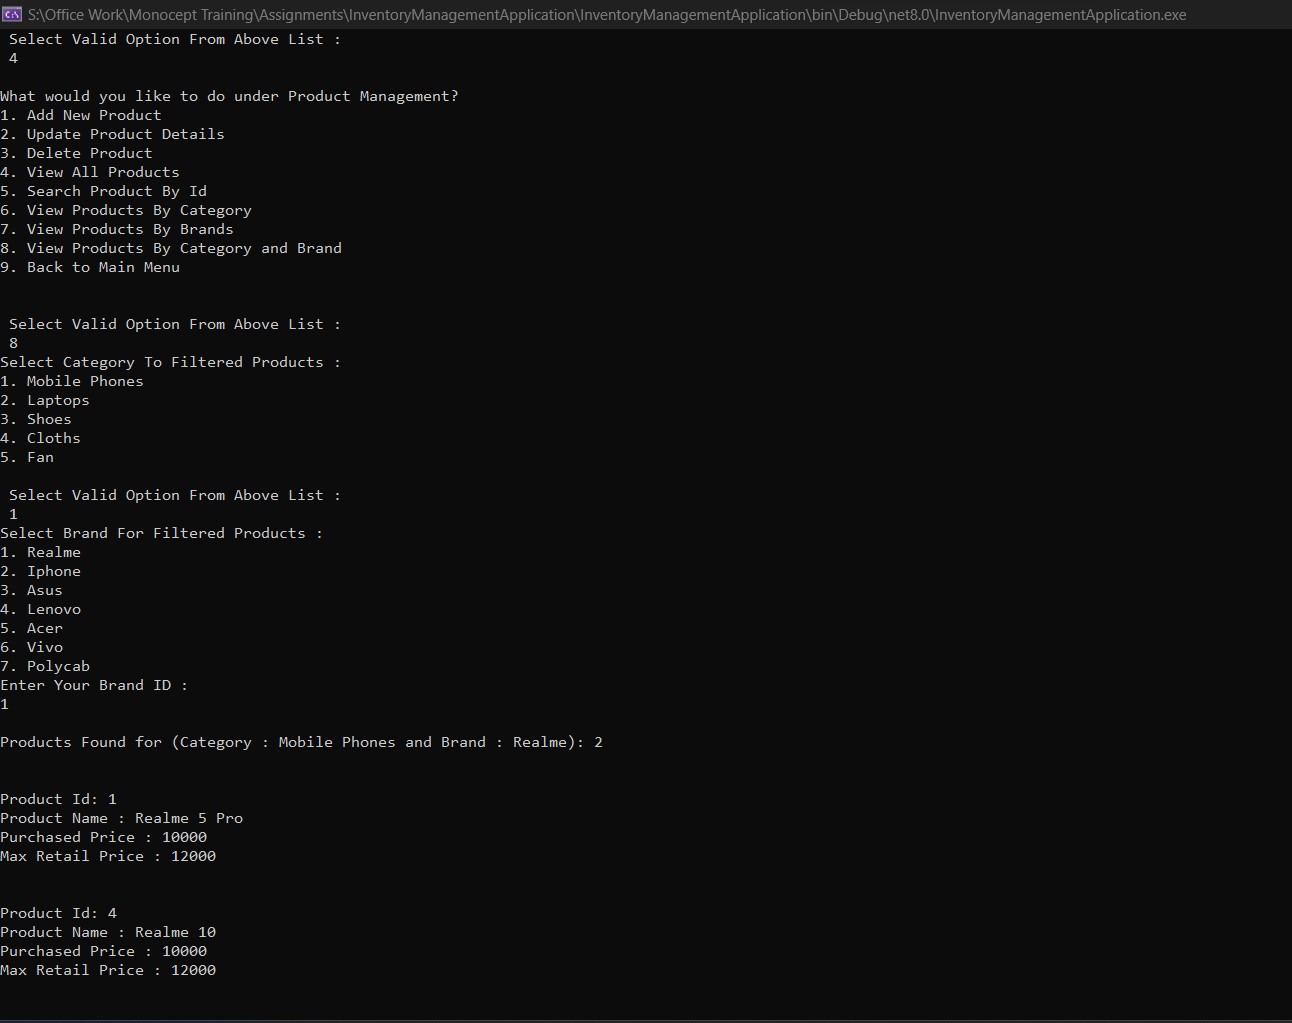 S:\Office Work\Monocept Training\Assignments\InventoryManagementApplication\InventoryManagementApplication\bin\Debug\net8.0\InventoryManagementApplication.exe
Select Valid Option From Above List :
4
What would you like to do under Product Management?
1. Add New Product
2. Update Product Details
3. Delete Product
4. View All Products
5. Search Product By Id
6. View Products By Category
7. View Products By Brands
8. View Products By Category and Brand
9. Back to Main Menu
Select Valid Option From Above List :
8
Select Category To Filtered Products :
1. Mobile Phones
2. Laptops
3. Shoes
4. Cloths
5. Fan
Select Valid Option From Above List :
1
Select Brand For Filtered Products :
1. Realme
2. Iphone
3. Asus
4. Lenovo
5. Acer
6. Vivo
7. Polycab
Enter Your Brand ID :
1
Products Found for (Category : Mobile Phones and Brand : Realme): 2
Product Id: 1
Product Name : Realme 5 Pro
Purchased Price : 10000
Max Retail Price : 12000
Product Id: 4
Product Name : Realme 10
Purchased Price : 10000
Max Retail Price : 12000